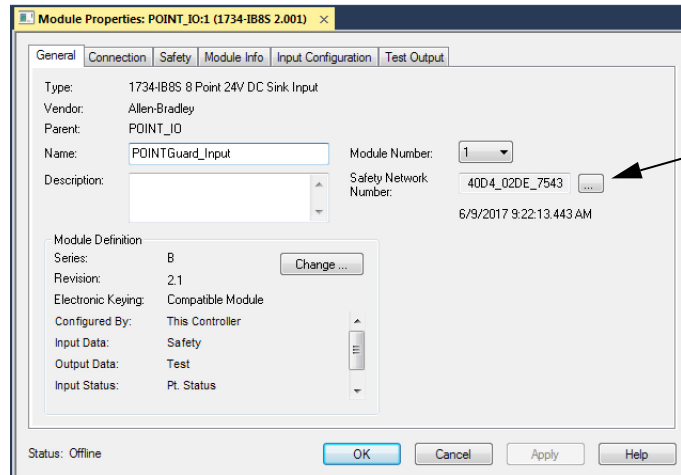 Module Properties: POINT_IO:1 (1734-IB8S 2.001) ×
General Connection Safety Module Info Input Configuration Test Output
Type: 1734-IB8S 8 Point 24V DC Sink Input
Vendor: Allen-Bradley
Parent: POINT_IO
Name: POINTGuard_Input Module Number: 1
Description: Safety Network Number: 40D4_02DE_7543 ...
6/9/2017 9:22:13.443 AM
Module Definition
Series: B Change ...
Revision: 2.1
Electronic Keying: Compatible Module
Configured By: This Controller
Input Data: Safety
Output Data: Test
Input Status: Pt. Status
Status: Offline OK Cancel Apply Help